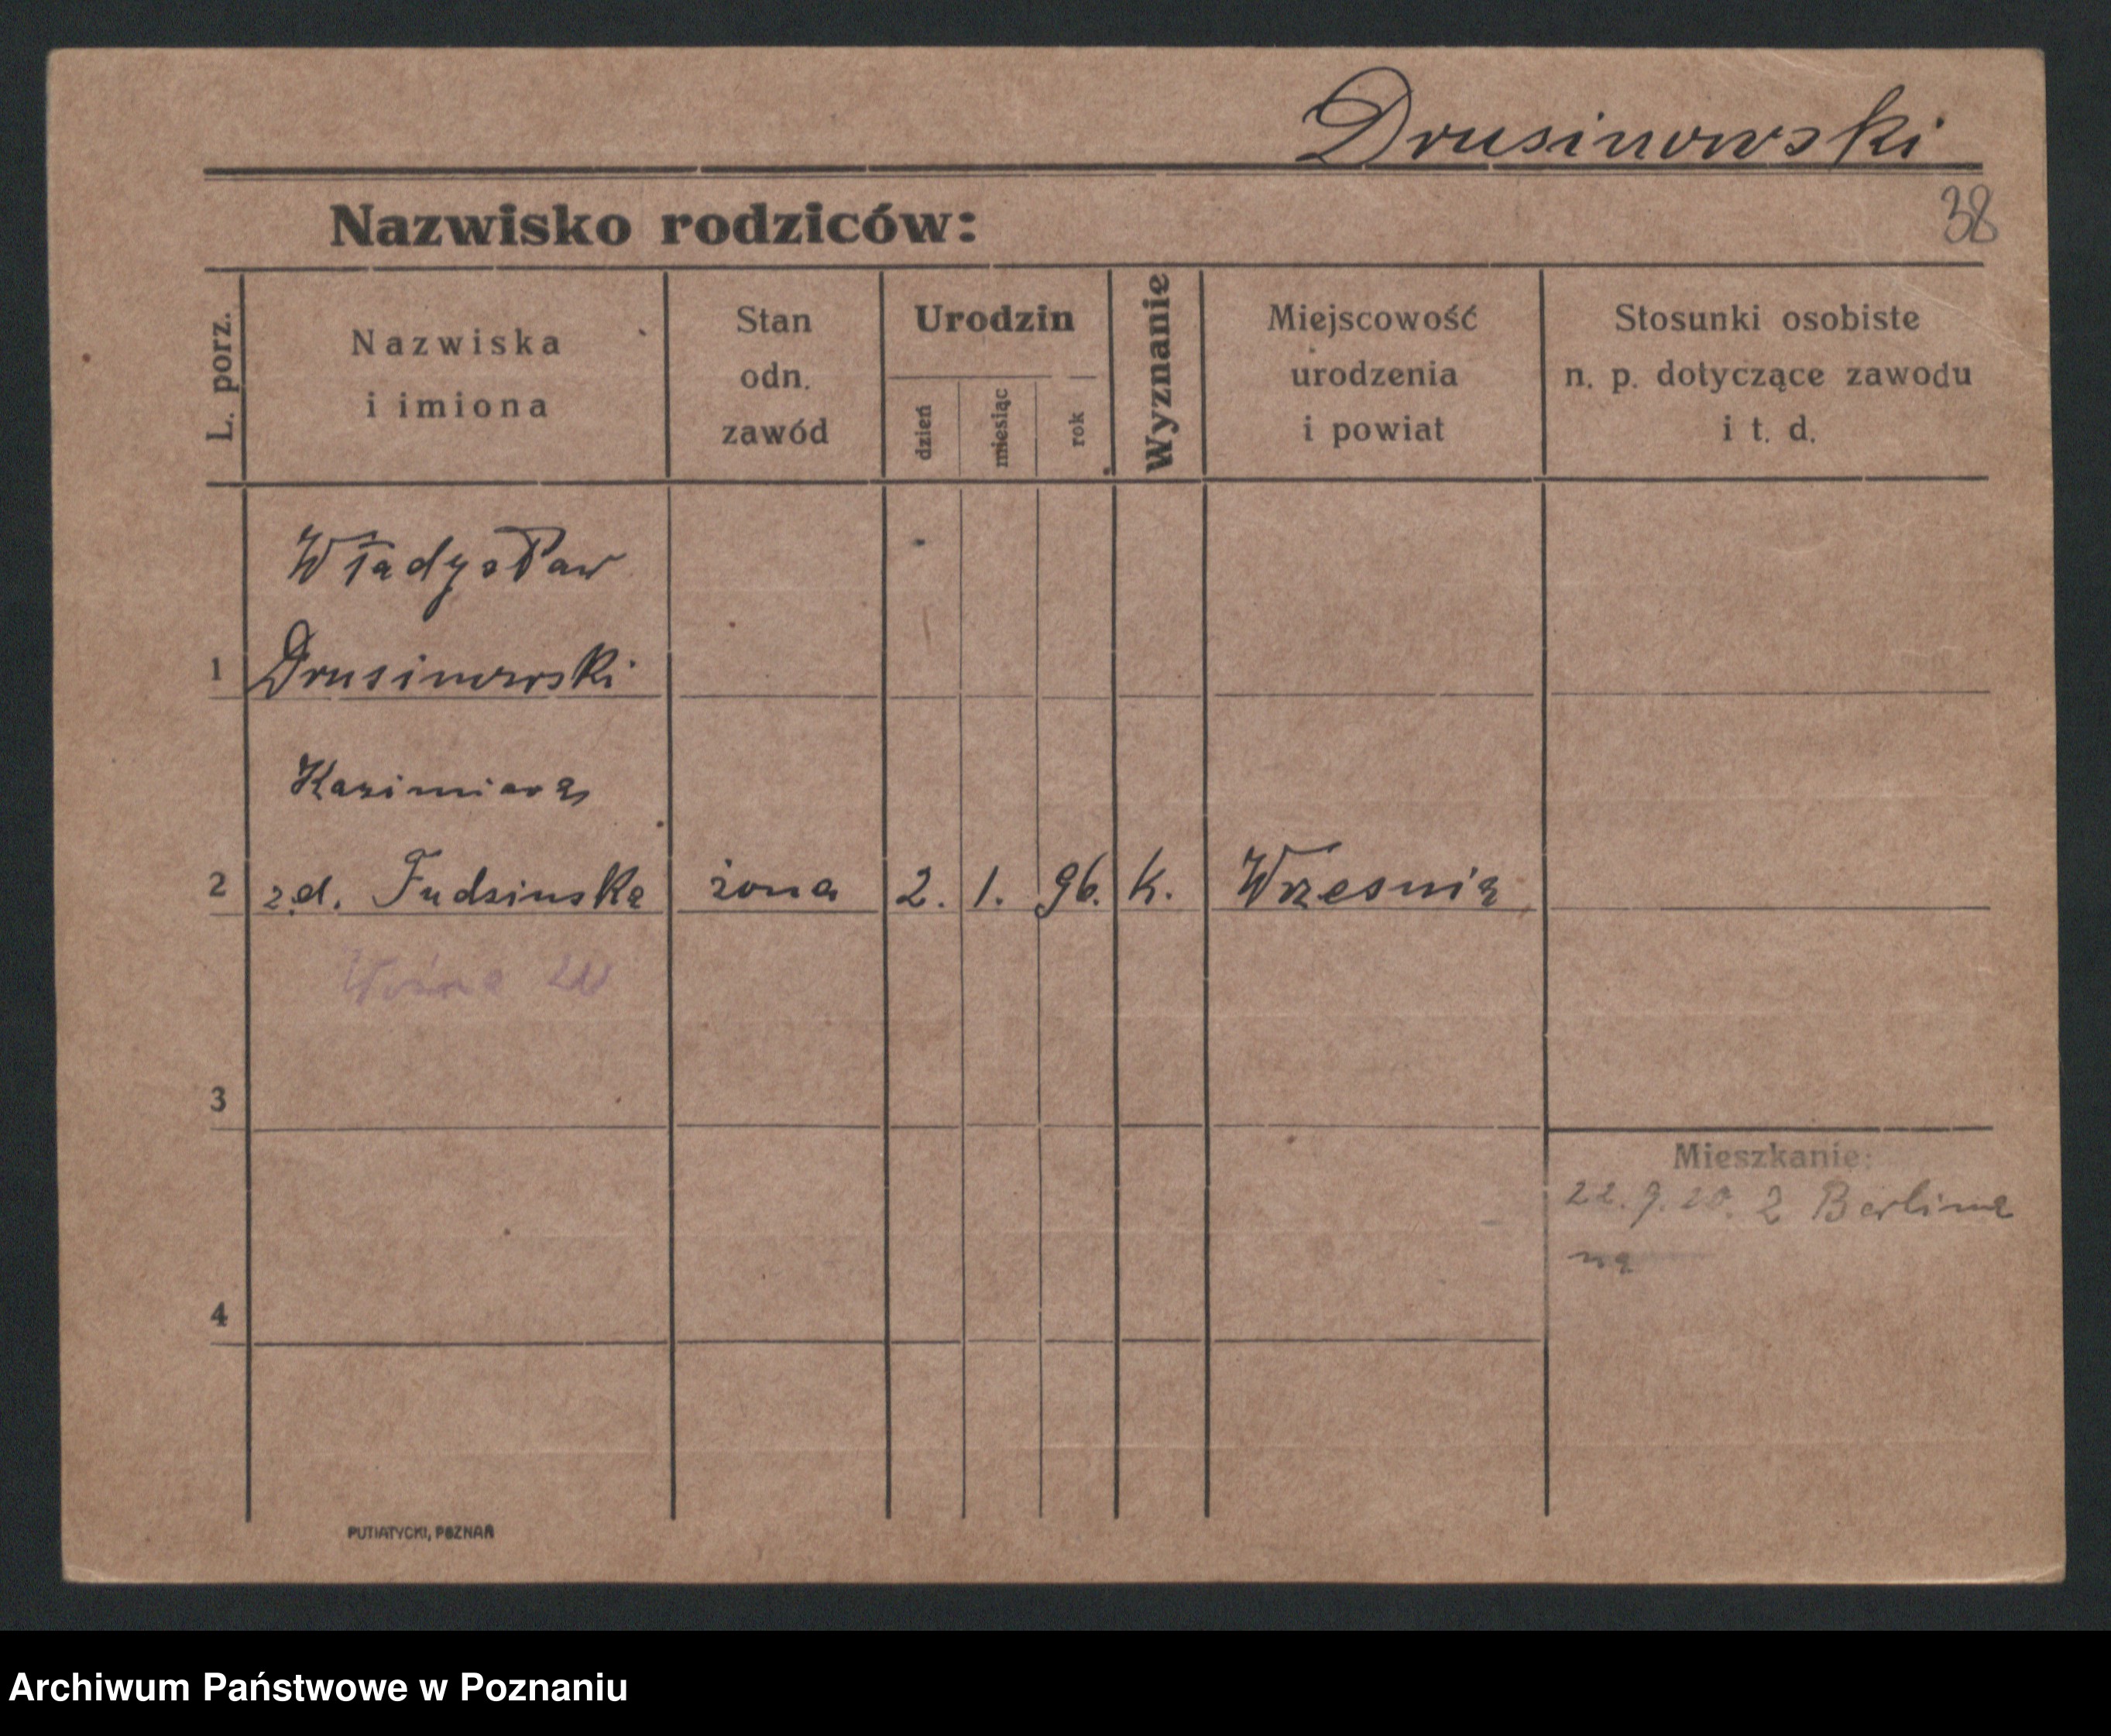 Drusinowski
38
Nazwisko rodziców:
L. porz.
Nazwiska
i imiona
Stan
odn.
zawód
Urodzin
dzień
miesiąc
rok
Wyznanie
Miejscowość
urodzenia
i powiat
Stosunki osobiste
n. p. dotyczące zawodu
i t. d.
Władysław
1 Drusinowski
Kazimiera
2 zd. Fudsinska żona 2. 1. 96. k. Wrzesnia
3
Mieszkanie:
22. 9. 20. z Berlina
4
PUTIATYCKI, POZNAŃ
Archiwum Państwowe w Poznaniu